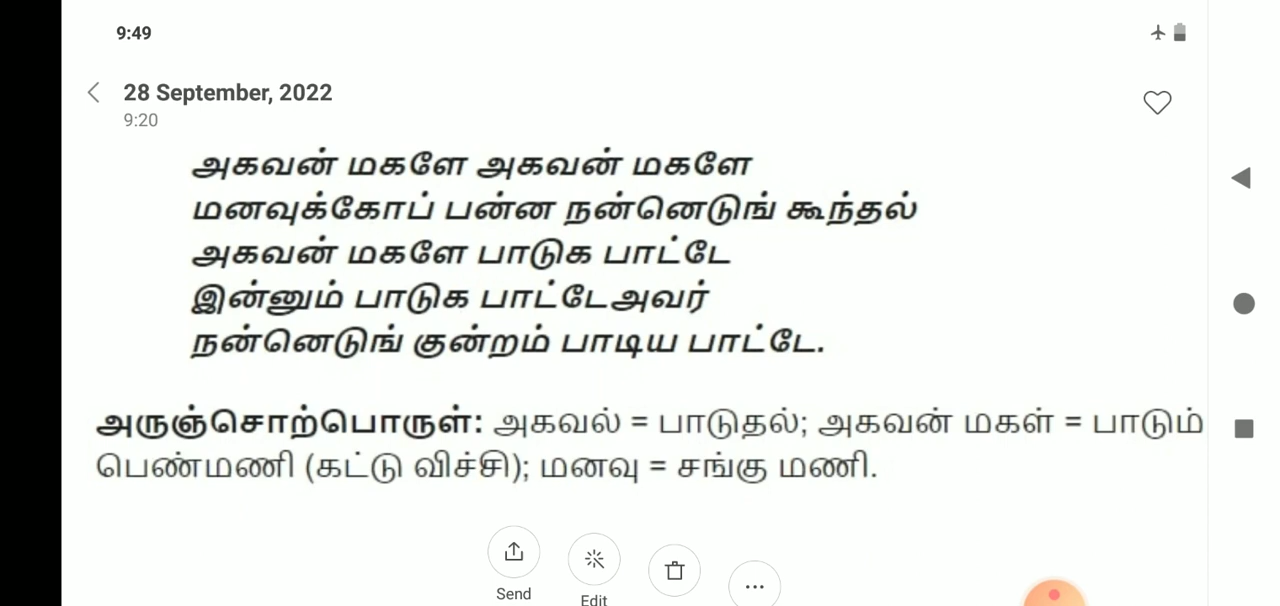 9:49
28 September, 2022
9:20
அகவன் மகளே அகவன் மகளே
மனவுக்கோப் பன்ன நன்னெடுங் கூந்தல்
அகவன் மகளே பாடுக பாட்டே
இன்னும் பாடுக பாட்டேஅவர்
நன்னெடுங் குன்றம் பாடிய பாட்டே.
அருஞ்சொற்பொருள்: அகவல் = பாடுதல்; அகவன் மகள் = பாடும்
பெண்மணி (கட்டு விச்சி); மனவு = சங்கு மணி.
Send
Edit